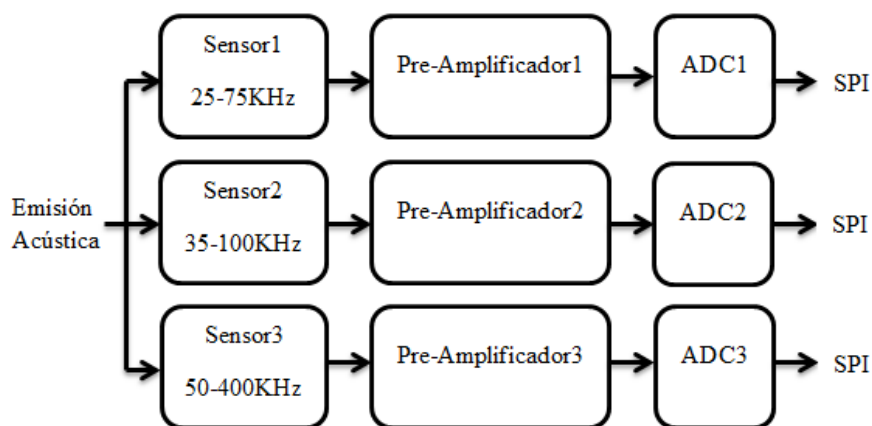 Sensor1
25-75KHz
Pre-Amplificador1
ADC1
SPI
Emisión
Acústica
Sensor2
35-100KHz
Pre-Amplificador2
ADC2
SPI
Sensor3
50-400KHz
Pre-Amplificador3
ADC3
SPI